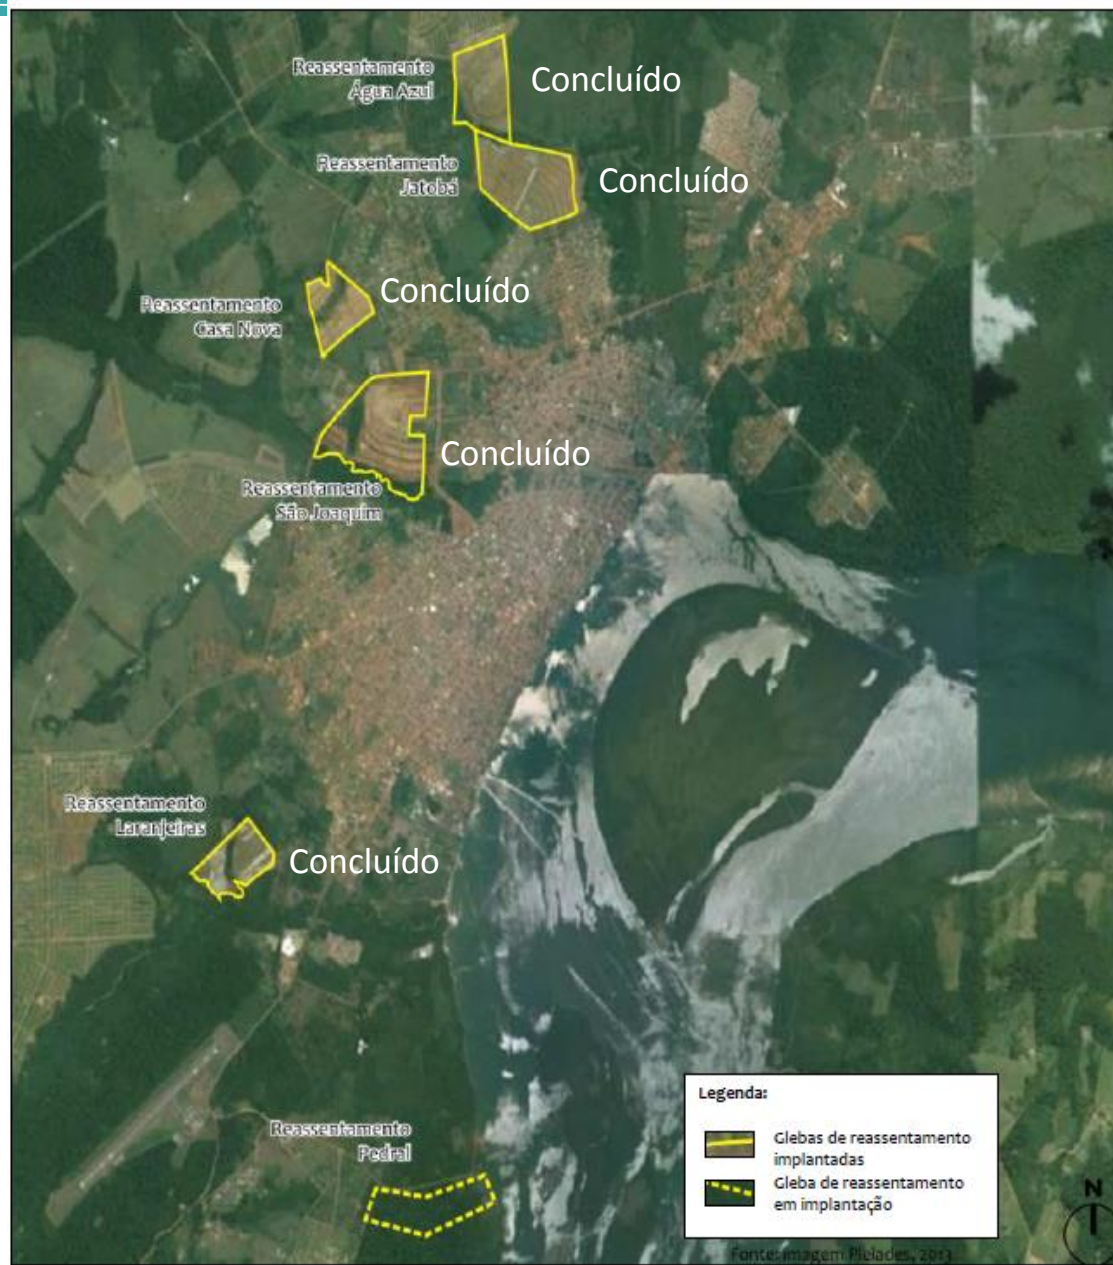 Reassentamento
Água Azul
Concluído
Reassentamento
Jatobá
Concluído
Reassentamento
Casa Nova
Concluído
Reassentamento
São Joaquim
Concluído
Reassentamento
Laranjeiras
Concluído
Reassentamento
Pedral
Legenda:
Glebas de reassentamento
implantadas
Gleba de reassentamento
em implantação
N
Fonte: Imagem Pleíades, 2013